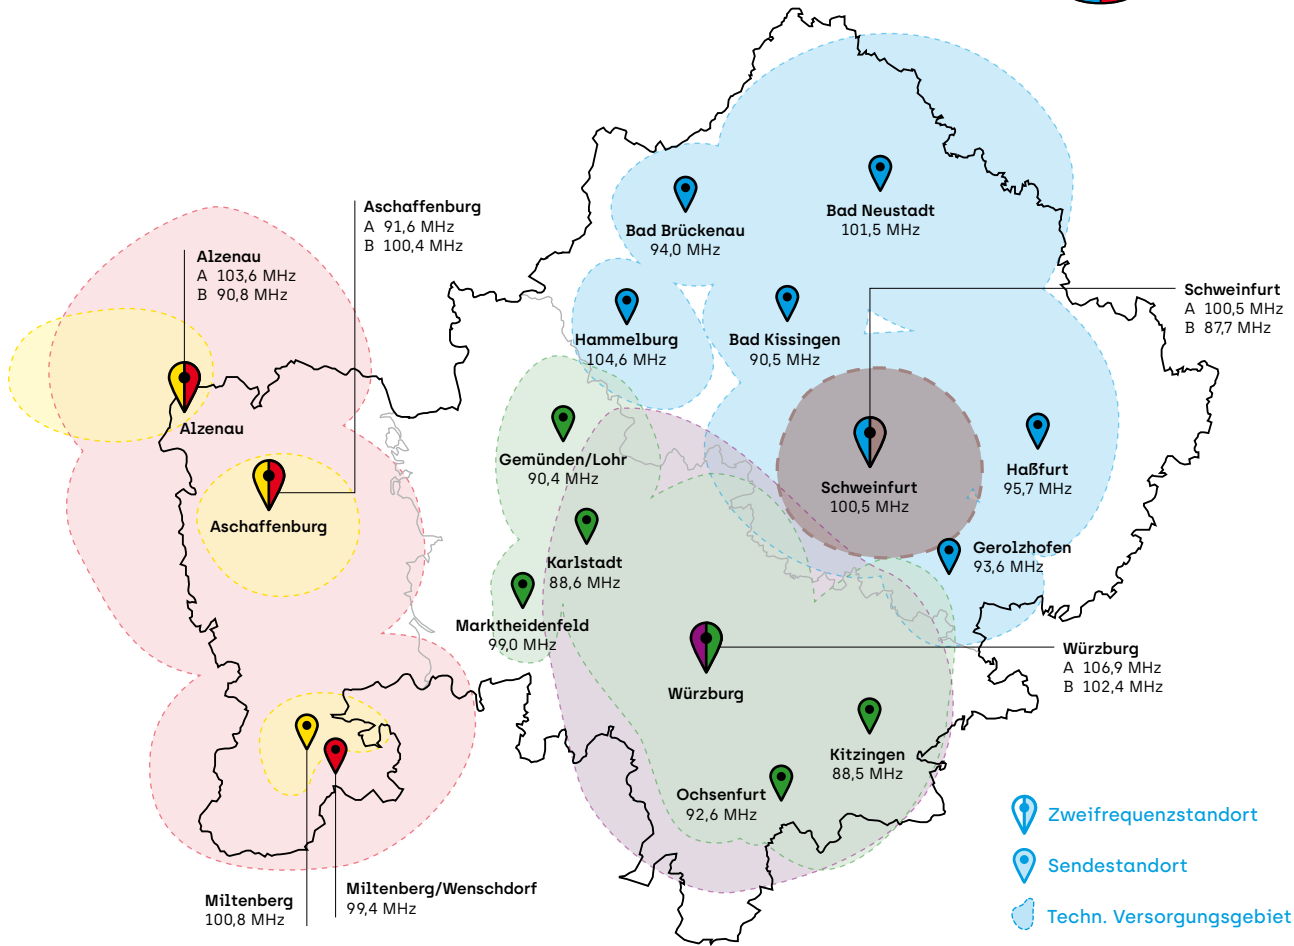 Aschaffenburg
A 91,6 MHz
B 100,4 MHz
Alzenau
A 103,6 MHz
B 90,8 MHz
Bad Neustadt
101,5 MHz
Bad Brückenau
94,0 MHz
Schweinfurt
A 100,5 MHz
B 87,7 MHz
Hammelburg
104,6 MHz
Bad Kissingen
90,5 MHz
Alzenau
Gemünden/Lohr
90,4 MHz
Schweinfurt
100,5 MHz
Haßfurt
95,7 MHz
Aschaffenburg
Karlstadt
88,6 MHz
Gerolzhofen
93,6 MHz
Marktheidenfeld
99,0 MHz
Würzburg
A 106,9 MHz
B 102,4 MHz
Würzburg
Kitzingen
88,5 MHz
Ochsenfurt
92,6 MHz
Miltenberg
100,8 MHz
Miltenberg/Wenschdorf
99,4 MHz
Zweifrequenzstandort
Sendestandort
Techn. Versorgungsgebiet